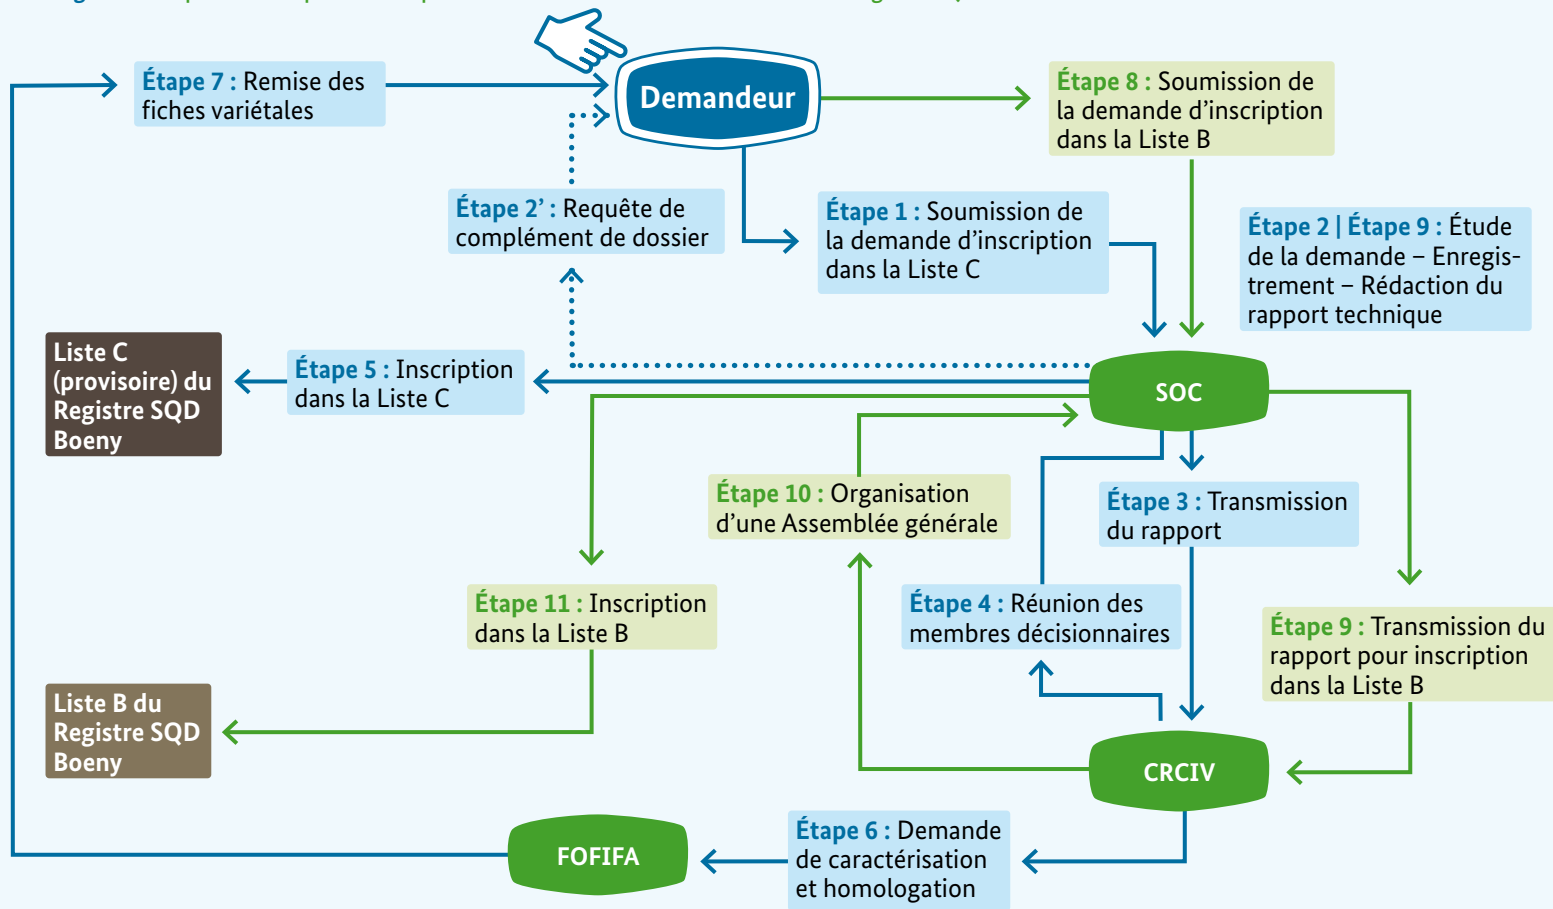 Étape 7 : Remise des
fiches variétales
Demandeur
Étape 8 : Soumission de
la demande d'inscription
dans la Liste B
Étape 2' : Requête de
complément de dossier
Étape 1 : Soumission de
la demande d'inscription
dans la Liste C
Étape 2 | Étape 9 : Étude
de la demande – Enregis-
trement – Rédaction du
rapport technique
Liste C
(provisoire) du
Registre SQD
Boeny
Étape 5 : Inscription
dans la Liste C
SOC
Étape 10 : Organisation
d'une Assemblée générale
Étape 3 : Transmission
du rapport
Étape 11 : Inscription
dans la Liste B
Étape 4 : Réunion des
membres décisionnaires
Étape 9 : Transmission du
rapport pour inscription
dans la Liste B
Liste B du
Registre SQD
Boeny
CRCIV
FOFIFA
Étape 6 : Demande
de caractérisation
et homologation